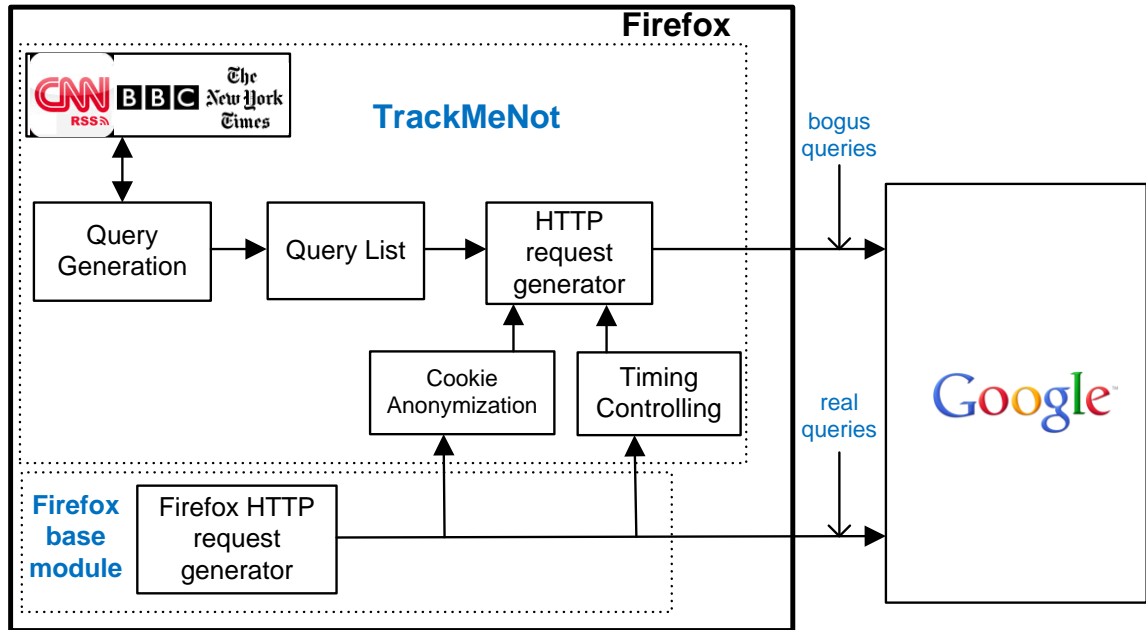 Firefox
CNN
RSS
BBC
The
New York
Times
TrackMeNot
bogus
queries
Query
Generation
Query List
HTTP
request
generator
Cookie
Anonymization
Timing
Controlling
real
queries
Google™
Firefox
base
module
Firefox HTTP
request
generator